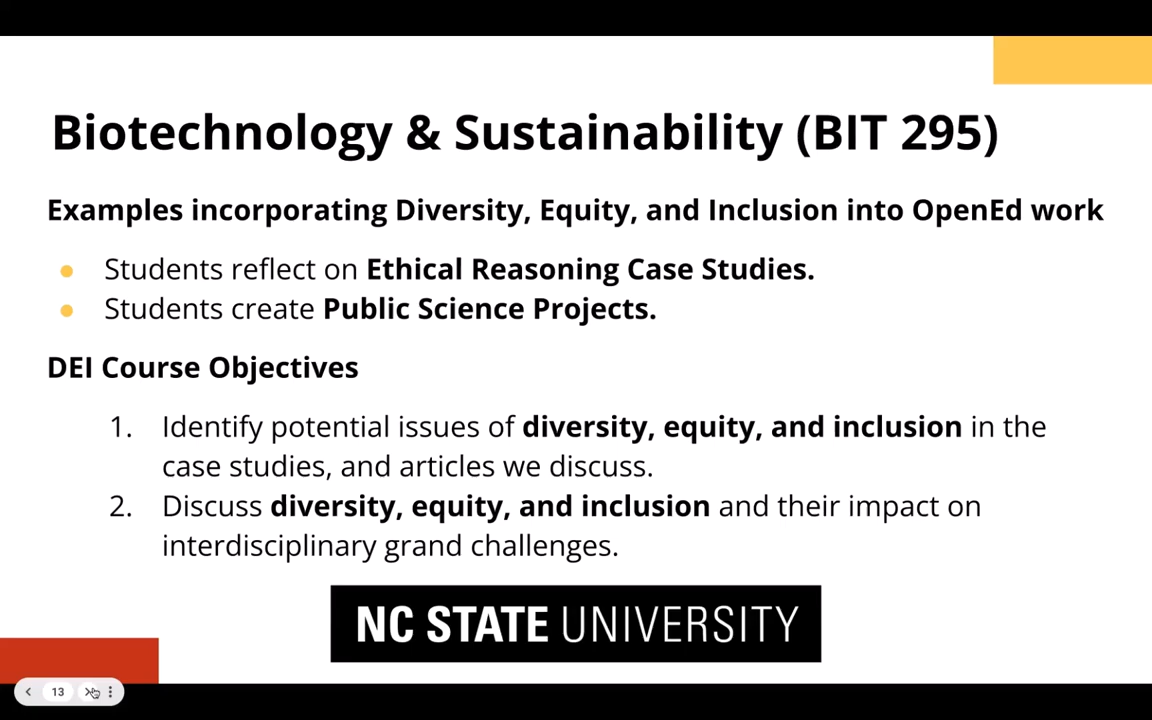 Biotechnology & Sustainability (BIT 295)
Examples incorporating Diversity, Equity, and Inclusion into OpenEd work
● Students reflect on Ethical Reasoning Case Studies.
● Students create Public Science Projects.
DEI Course Objectives
1. Identify potential issues of diversity, equity, and inclusion in the
case studies, and articles we discuss.
2. Discuss diversity, equity, and inclusion and their impact on
interdisciplinary grand challenges.
NC STATE UNIVERSITY
13